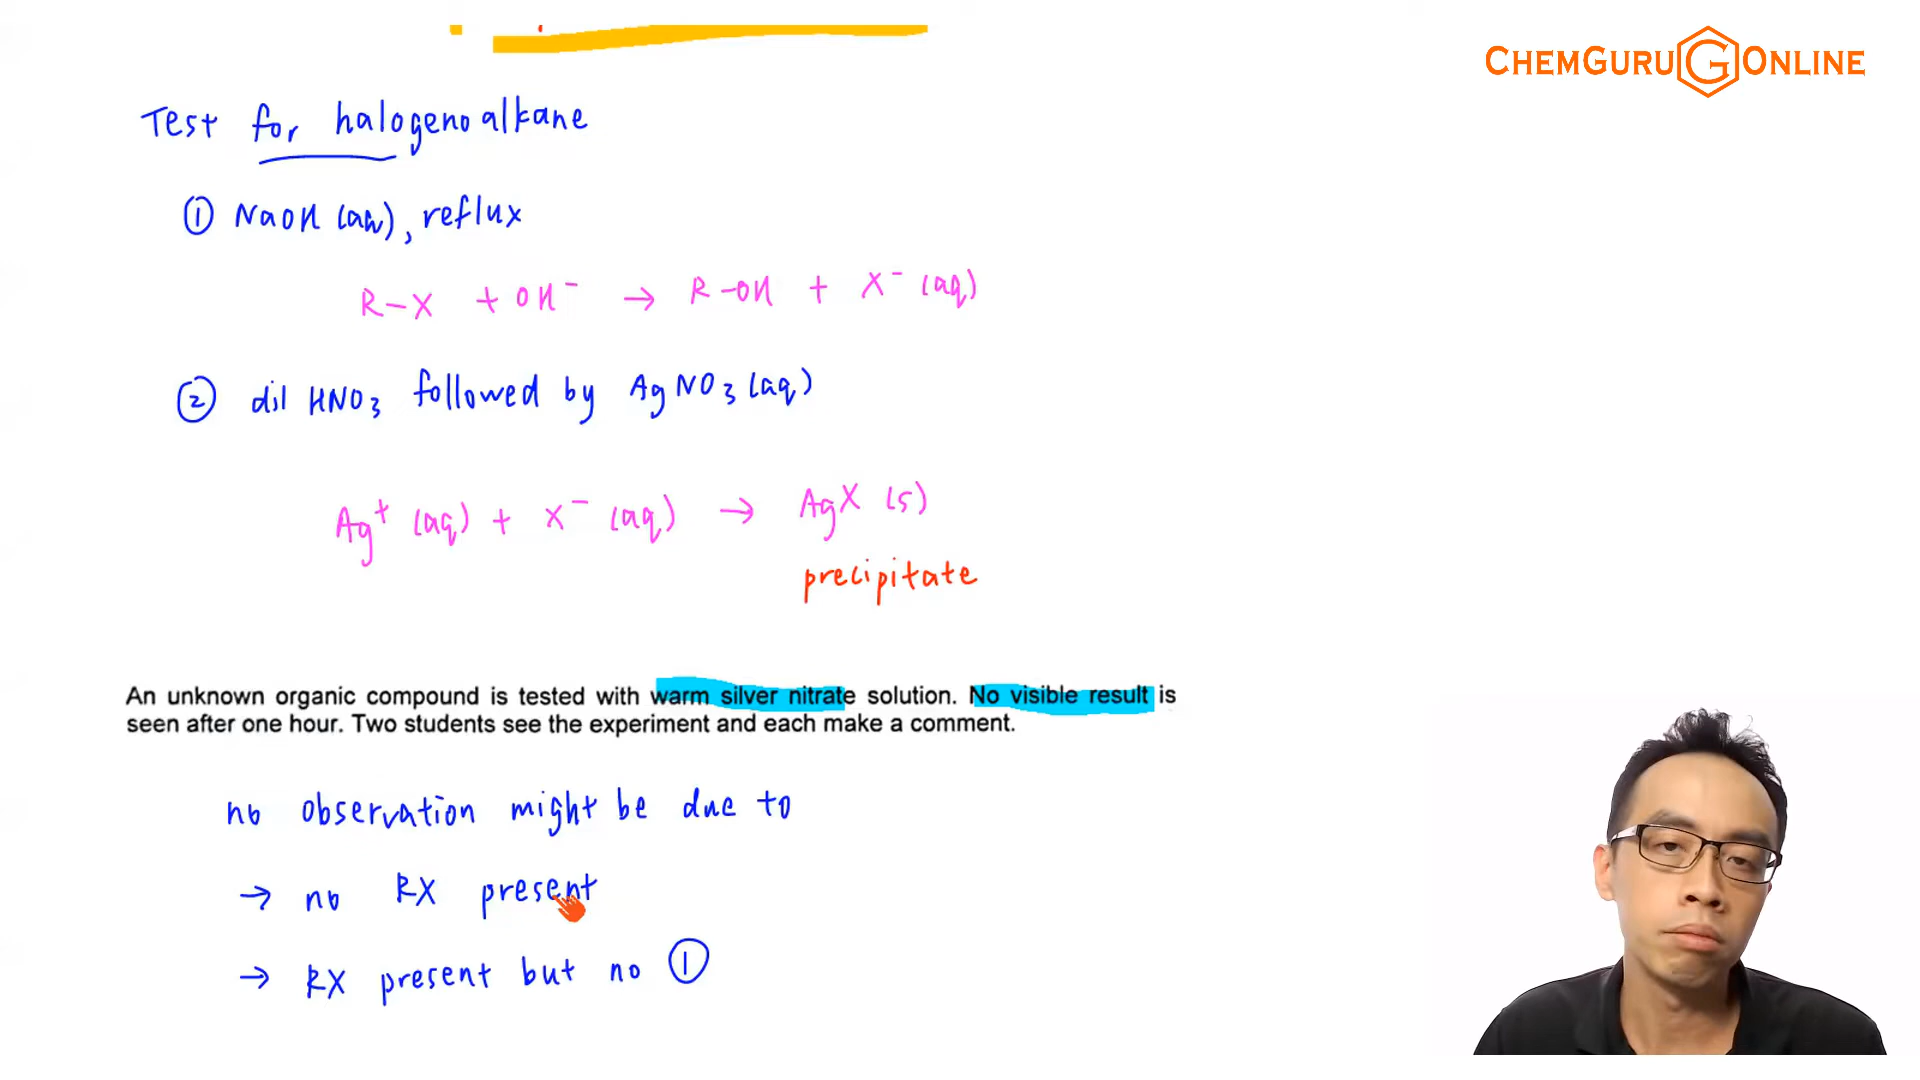 CHEMGURU G ONLINE
Test for halogenoalkane
① NaOH (aq), reflux
R-X + OH⁻ → R-OH + X⁻ (aq)
② dil HNO₃ followed by AgNO₃ (aq)
Ag⁺ (aq) + X⁻ (aq) → AgX (s)
precipitate
An unknown organic compound is tested with warm silver nitrate solution. No visible result is
seen after one hour. Two students see the experiment and each make a comment.
no observation might be due to
→ no RX present
→ RX present but no ①